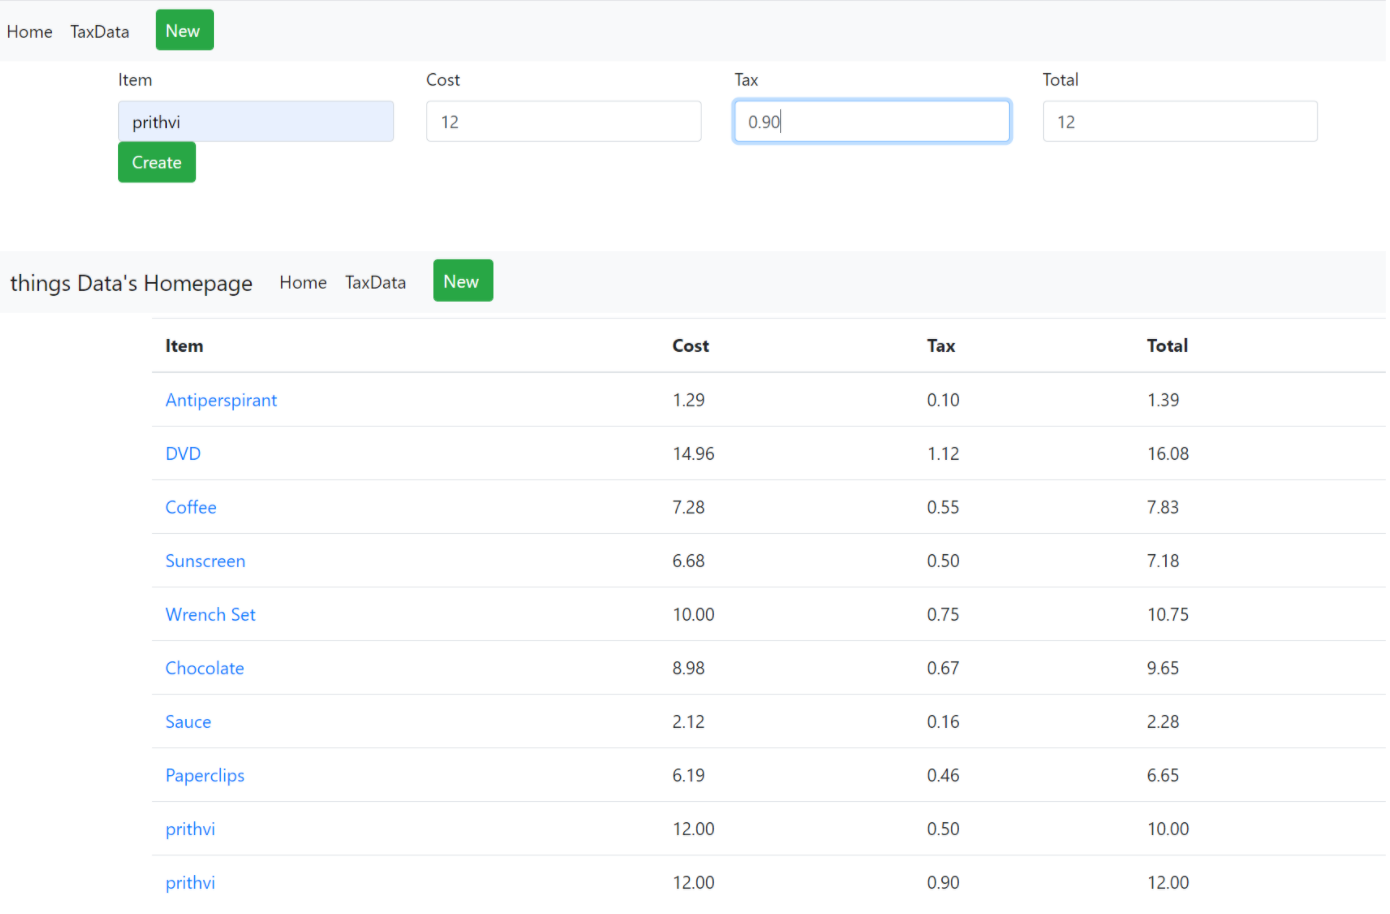 Home TaxData New
Item Cost Tax Total
prithvi 12 0.90 12
Create
things Data's Homepage Home TaxData New
Item Cost Tax Total
Antiperspirant 1.29 0.10 1.39
DVD 14.96 1.12 16.08
Coffee 7.28 0.55 7.83
Sunscreen 6.68 0.50 7.18
Wrench Set 10.00 0.75 10.75
Chocolate 8.98 0.67 9.65
Sauce 2.12 0.16 2.28
Paperclips 6.19 0.46 6.65
prithvi 12.00 0.50 10.00
prithvi 12.00 0.90 12.00